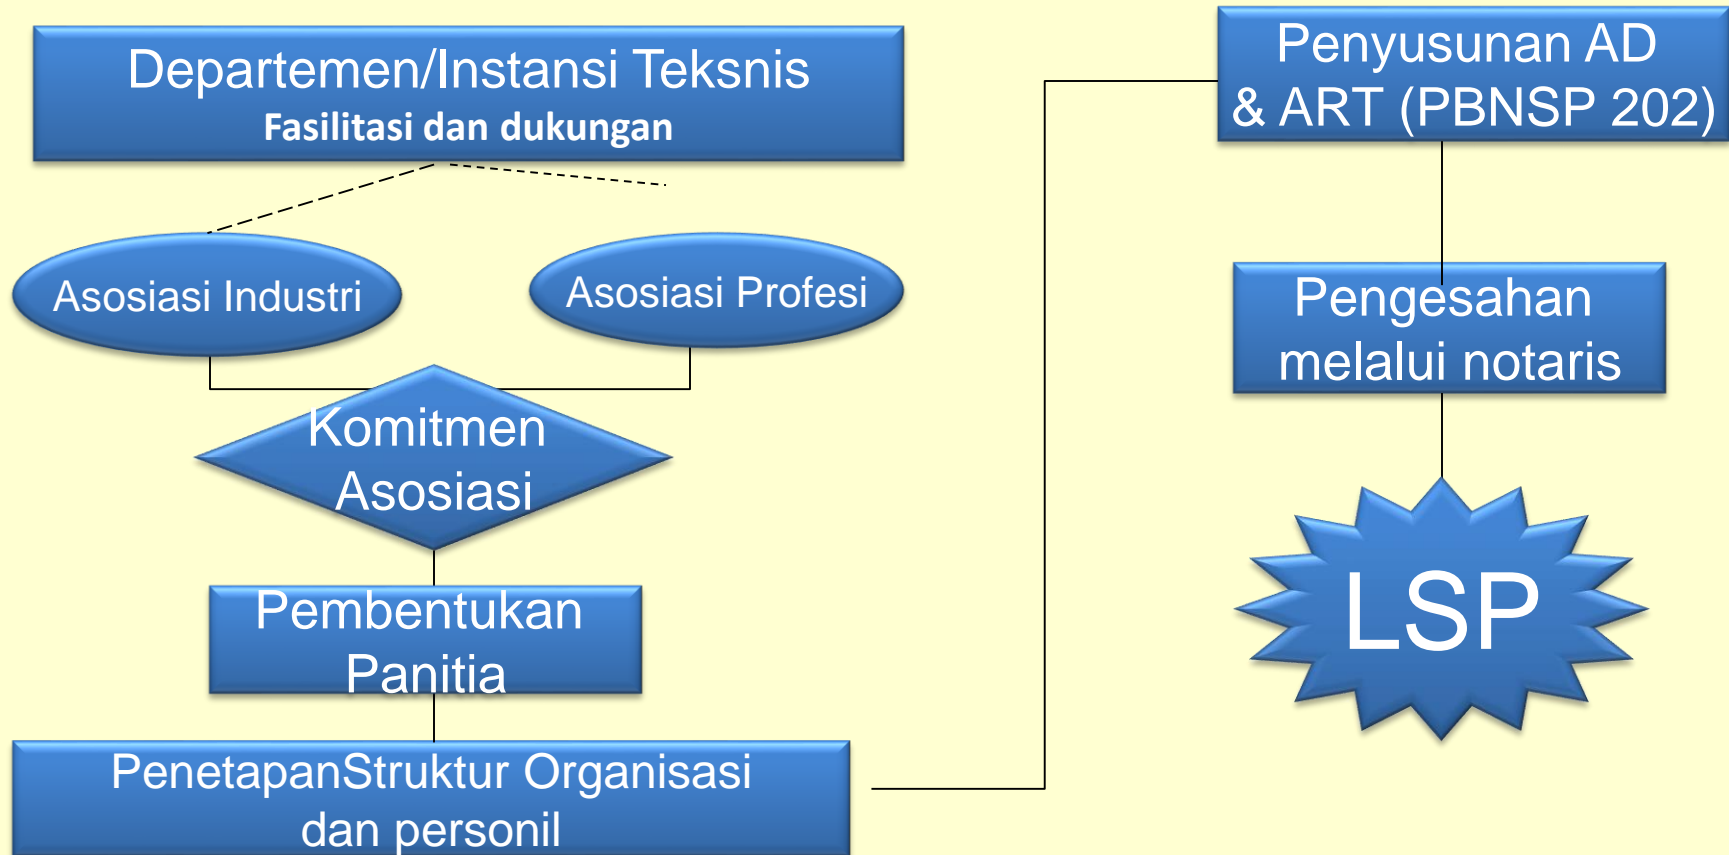 Departemen/Instansi Teksnis
Fasilitasi dan dukungan
Asosiasi Industri
Asosiasi Profesi
Komitmen
Asosiasi
Pembentukan
Panitia
PenetapanStruktur Organisasi
dan personil
Penyusunan AD
& ART (PBNSP 202)
Pengesahan
melalui notaris
LSP